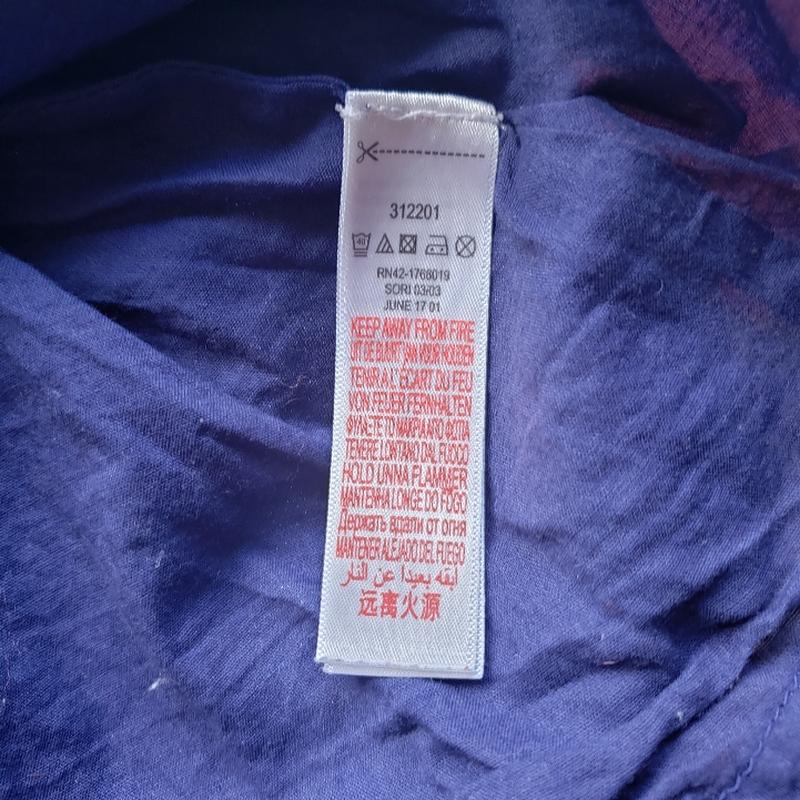 312201
40
RN42-1766019
SORI 03/03
JUNE 17 01
KEEP AWAY FROM FIRE
UIT DE BUURT VAN VUUR HOUDEN
TENIR A L'ECART DU FEU
VON FEUER FERNHALTEN
ΦΥΛΑΞΤΕ ΤΟ ΜΑΚΡΙΑ ΑΠΟ ΦΩΤΙΑ
TENERE LONTANO DAL FUOCO
HOLD UNNA FLAMMER
MANTENHA LONGE DO FOGO
Держать врали от огня
MANTENER ALEJADO DEL FUEGO
أبقه بعيدا عن النار
远离火源